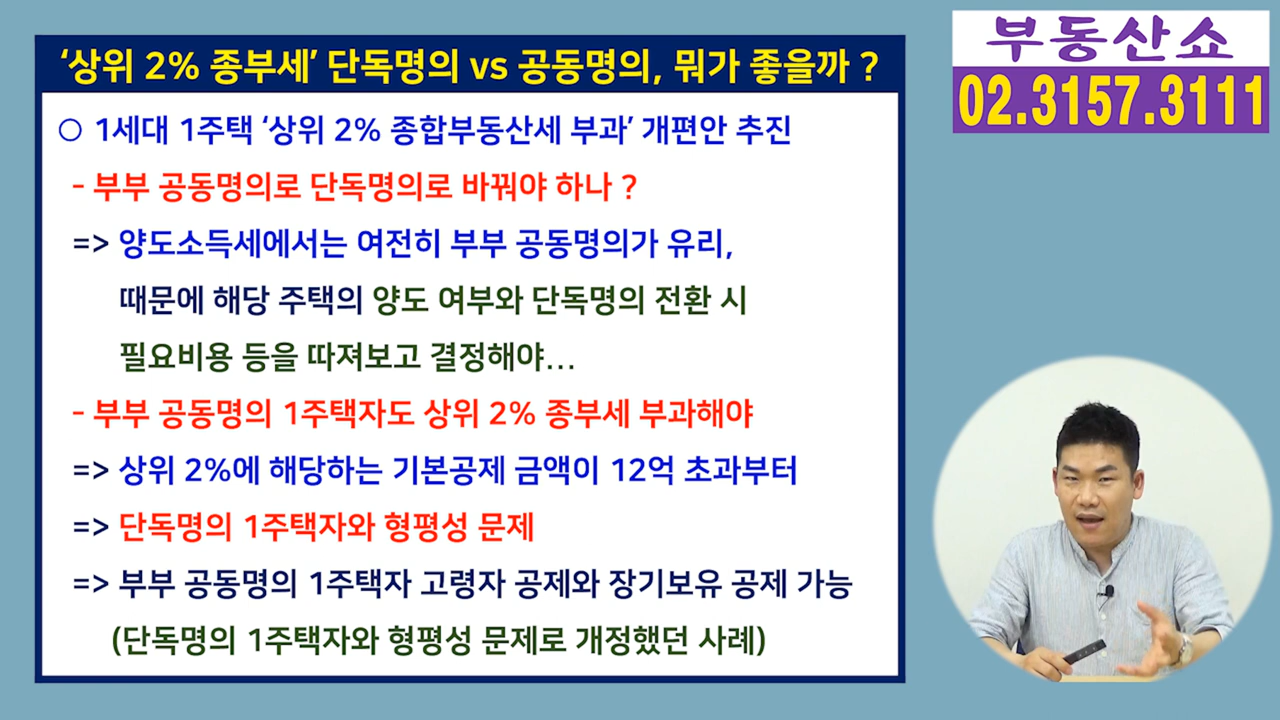 '상위 2% 종부세' 단독명의 vs 공동명의, 뭐가 좋을까 ?
부동산쇼
02.3157.3111
○ 1세대 1주택 '상위 2% 종합부동산세 부과' 개편안 추진
- 부부 공동명의로 단독명의로 바꿔야 하나 ?
=> 양도소득세에서는 여전히 부부 공동명의가 유리,
때문에 해당 주택의 양도 여부와 단독명의 전환 시
필요비용 등을 따져보고 결정해야...
- 부부 공동명의 1주택자도 상위 2% 종부세 부과해야
=> 상위 2%에 해당하는 기본공제 금액이 12억 초과부터
=> 단독명의 1주택자와 형평성 문제
=> 부부 공동명의 1주택자 고령자 공제와 장기보유 공제 가능
(단독명의 1주택자와 형평성 문제로 개정했던 사례)